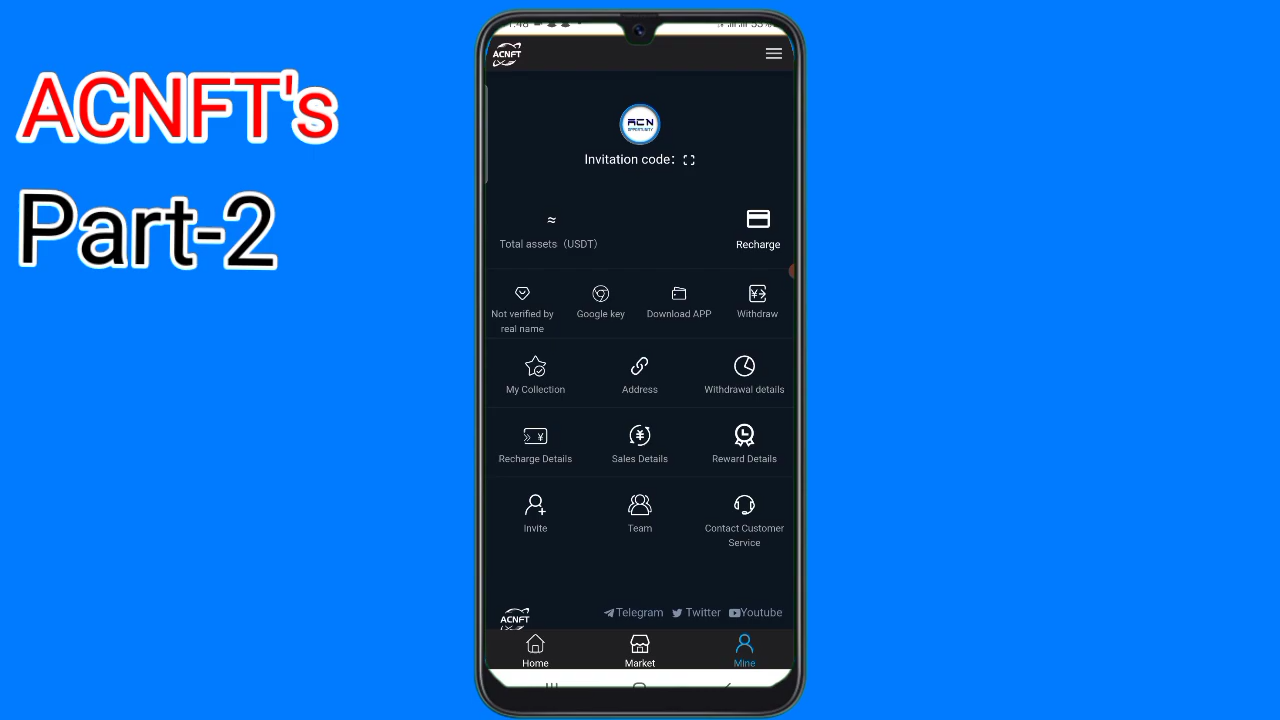 ACNFT's
Part-2
ACNFT
ACN
OPPORTUNITY
Invitation code:
≈
Total assets（USDT）
Recharge
Not verified by
real name
Google key
Download APP
Withdraw
My Collection
Address
Withdrawal details
Recharge Details
Sales Details
Reward Details
Invite
Team
Contact Customer
Service
ACNFT
Telegram
Twitter
Youtube
Home
Market
Mine